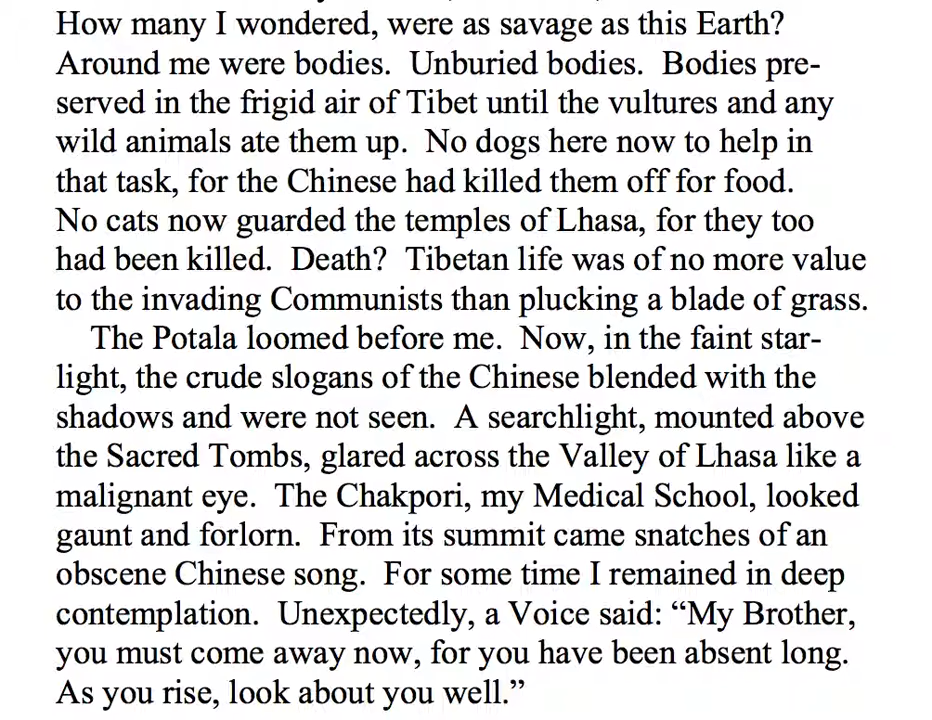 How many I wondered, were as savage as this Earth?
Around me were bodies.  Unburied bodies.  Bodies pre-
served in the frigid air of Tibet until the vultures and any
wild animals ate them up.  No dogs here now to help in
that task, for the Chinese had killed them off for food.
No cats now guarded the temples of Lhasa, for they too
had been killed.  Death?  Tibetan life was of no more value
to the invading Communists than plucking a blade of grass.
The Potala loomed before me.  Now, in the faint star-
light, the crude slogans of the Chinese blended with the
shadows and were not seen.  A searchlight, mounted above
the Sacred Tombs, glared across the Valley of Lhasa like a
malignant eye.  The Chakpori, my Medical School, looked
gaunt and forlorn.  From its summit came snatches of an
obscene Chinese song.  For some time I remained in deep
contemplation.  Unexpectedly, a Voice said: “My Brother,
you must come away now, for you have been absent long.
As you rise, look about you well.”